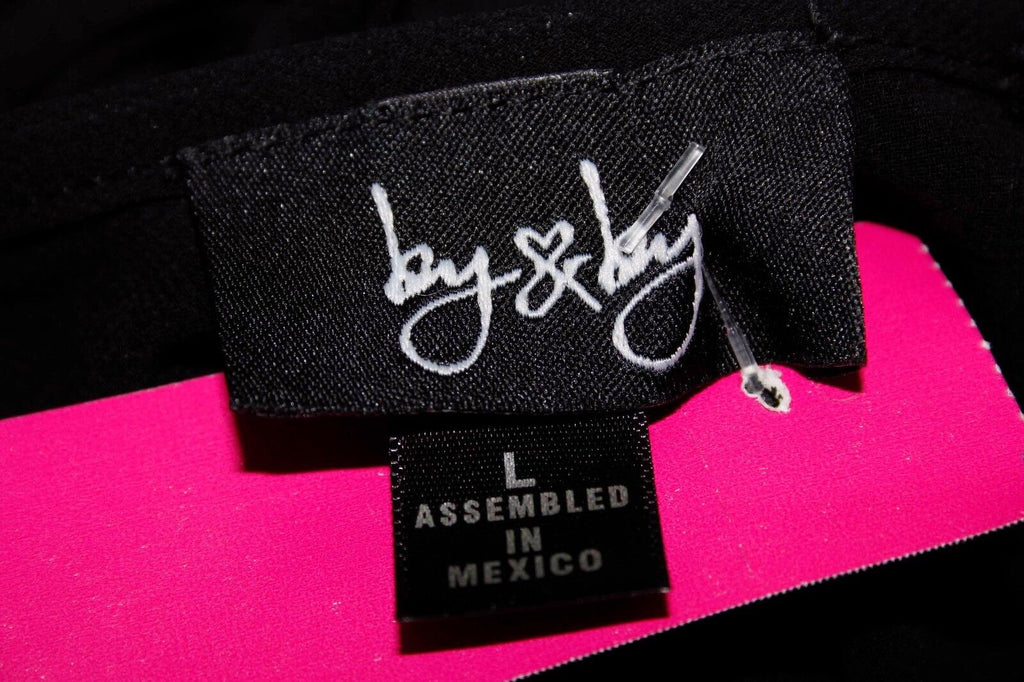 by & by
L
ASSEMBLED
IN
MEXICO